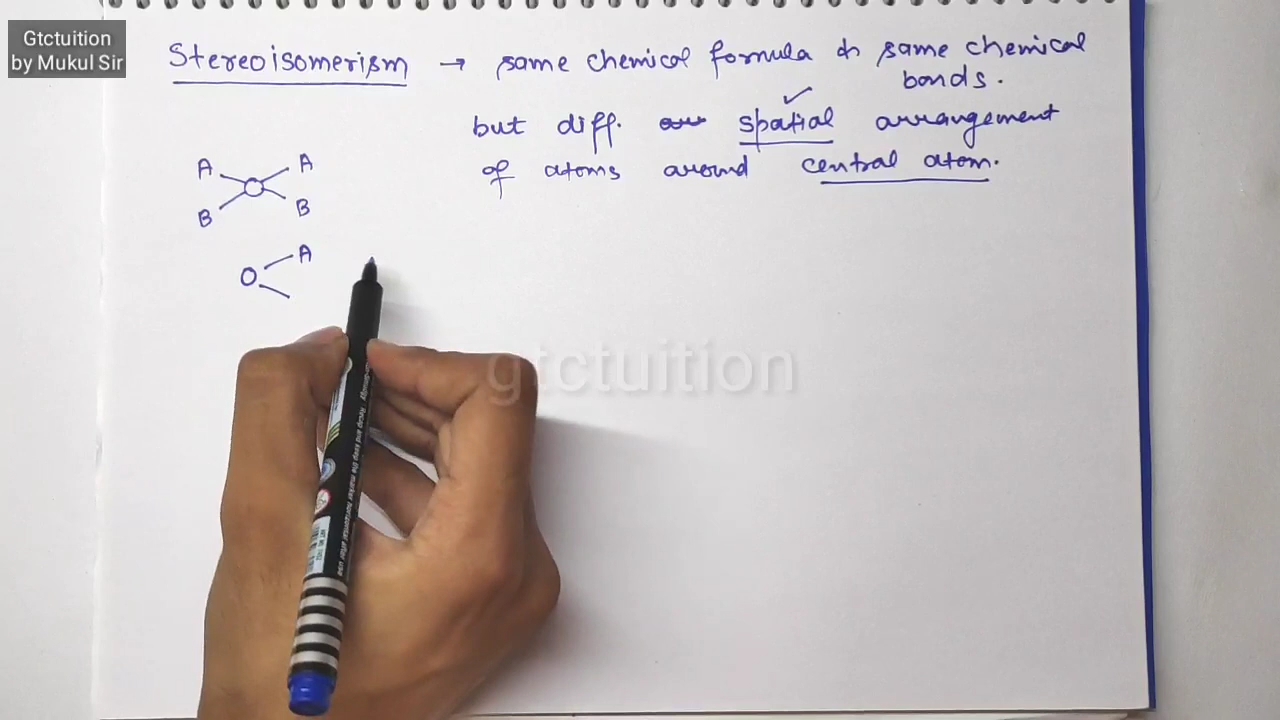 Gtctuition
by Mukul Sir
Stereoisomerism → same chemical formula & same chemical
bonds.
but diff. spatial arrangement
of atoms around central atom.
A A
B B
O A
gtctuition